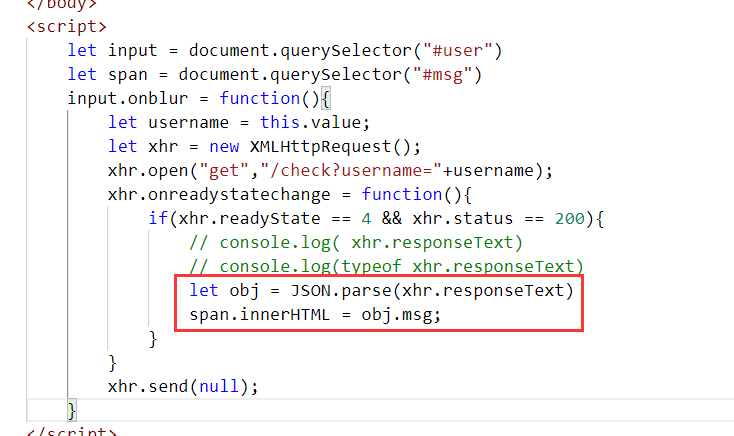 </body>
<script>
let input = document.querySelector("#user")
let span = document.querySelector("#msg")
input.onblur = function(){
let username = this.value;
let xhr = new XMLHttpRequest();
xhr.open("get","/check?username="+username);
xhr.onreadystatechange = function(){
if(xhr.readyState == 4 && xhr.status == 200){
// console.log( xhr.responseText)
// console.log(typeof xhr.responseText)
let obj = JSON.parse(xhr.responseText)
span.innerHTML = obj.msg;
}
}
xhr.send(null);
}
</script>